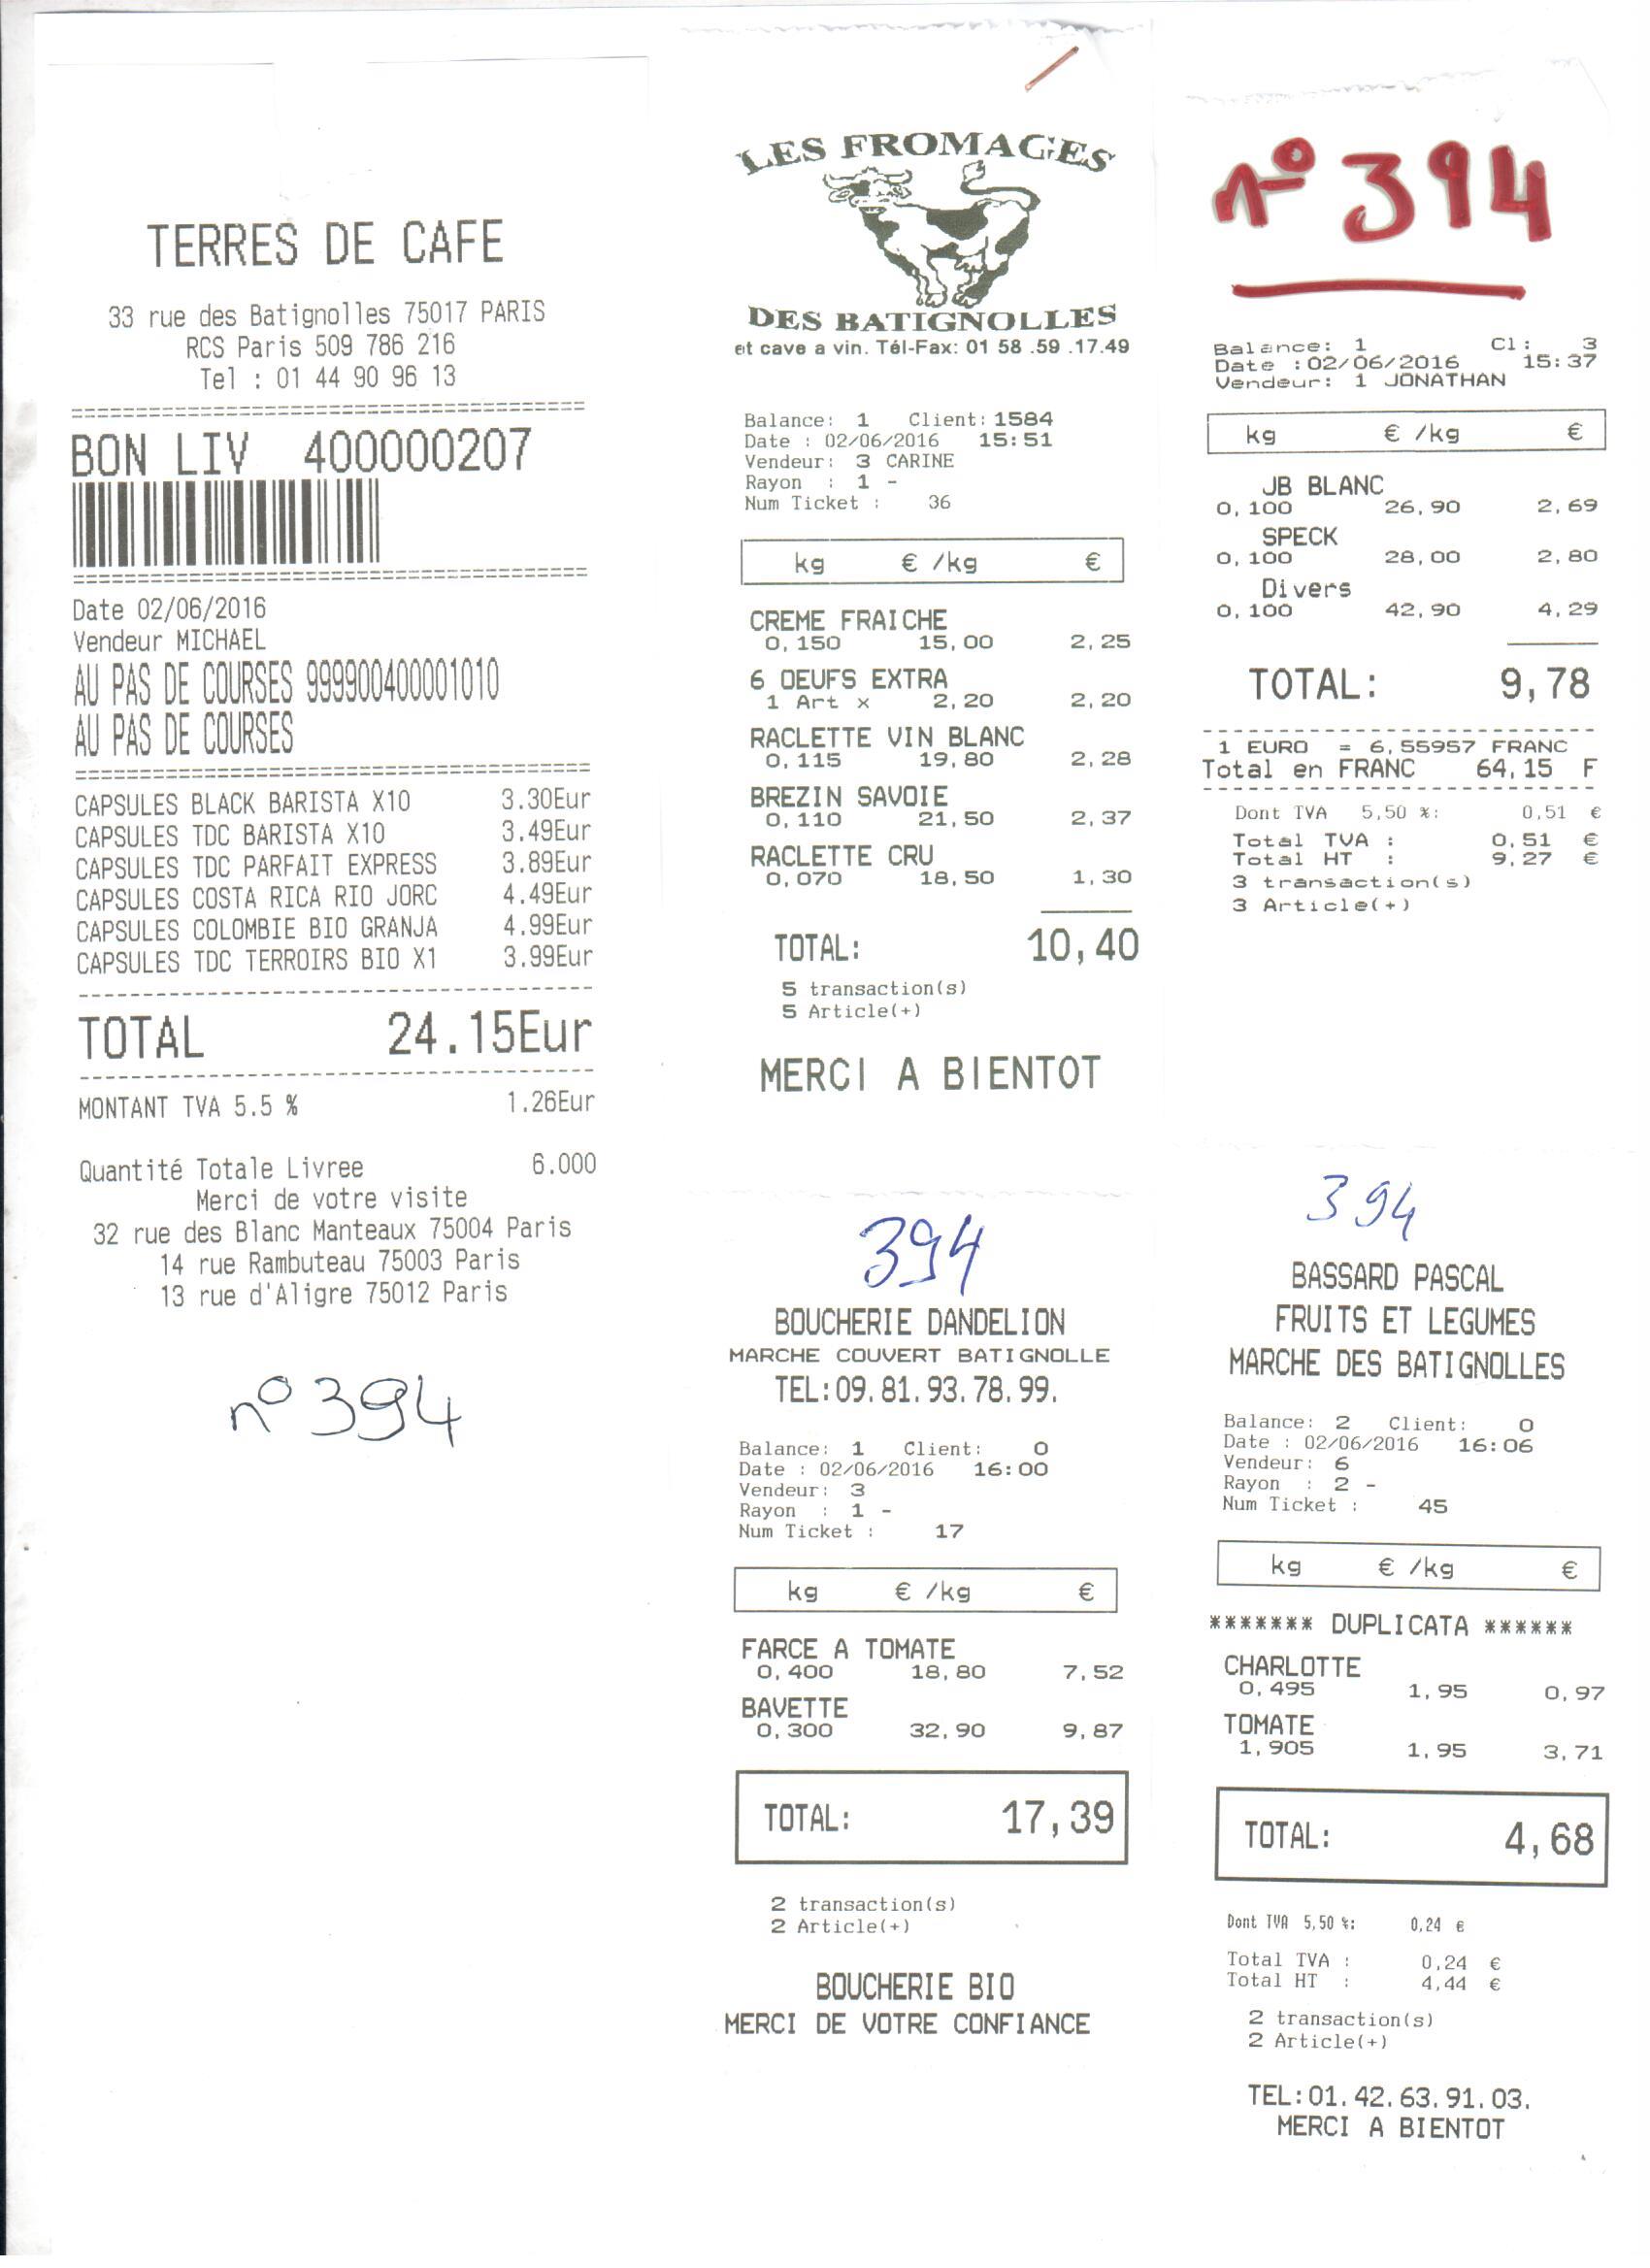 TERRES DE CAFE
33 rue des Batignolles 75017 PARIS
RCS Paris 509 786 216
Tel : 01 44 90 96 13
========================================
BON LIV 400000207
========================================
Date 02/06/2016
Vendeur MICHAEL
AU PAS DE COURSES 999900400001010
AU PAS DE COURSES
========================================
CAPSULES BLACK BARISTA X10 3.30Eur
CAPSULES TDC BARISTA X10 3.49Eur
CAPSULES TDC PARFAIT EXPRESS 3.89Eur
CAPSULES COSTA RICA RIO JORC 4.49Eur
CAPSULES COLOMBIE BIO GRANJA 4.99Eur
CAPSULES TDC TERROIRS BIO X1 3.99Eur
----------------------------------------
TOTAL 24.15Eur
----------------------------------------
MONTANT TVA 5.5 % 1.26Eur
Quantité Totale Livree 6.000
Merci de votre visite
32 rue des Blanc Manteaux 75004 Paris
14 rue Rambuteau 75003 Paris
13 rue d'Aligre 75012 Paris
n° 394
LES FROMAGES
DES BATIGNOLLES
et cave a vin. Tél-Fax: 01 58 .59 .17.49
Balance: 1 Client: 1584
Date : 02/06/2016 15:51
Vendeur: 3 CARINE
Rayon : 1 -
Num Ticket : 36
kg € /kg €
CREME FRAICHE
0,150 15,00 2,25
6 OEUFS EXTRA
1 Art x 2,20 2,20
RACLETTE VIN BLANC
0,115 19,80 2,28
BREZIN SAVOIE
0,110 21,50 2,37
RACLETTE CRU
0,070 18,50 1,30
TOTAL: 10,40
5 transaction(s)
5 Article(+)
MERCI A BIENTOT
n° 394
Balance: 1 Cl: 3
Date :02/06/2016 15:37
Vendeur: 1 JONATHAN
kg € /kg €
JB BLANC
0,100 26,90 2,69
SPECK
0,100 28,00 2,80
Divers
0,100 42,90 4,29
TOTAL: 9,78
------------------------------
1 EURO = 6,55957 FRANC
Total en FRANC 64,15 F
------------------------------
Dont TVA 5,50 %: 0,51 €
Total TVA : 0,51 €
Total HT : 9,27 €
3 transaction(s)
3 Article(+)
394
BOUCHERIE DANDELION
MARCHE COUVERT BATIGNOLLE
TEL:09.81.93.78.99.
Balance: 1 Client: 0
Date : 02/06/2016 16:00
Vendeur: 3
Rayon : 1 -
Num Ticket : 17
kg € /kg €
FARCE A TOMATE
0,400 18,80 7,52
BAVETTE
0,300 32,90 9,87
TOTAL: 17,39
2 transaction(s)
2 Article(+)
BOUCHERIE BIO
MERCI DE VOTRE CONFIANCE
394
BASSARD PASCAL
FRUITS ET LEGUMES
MARCHE DES BATIGNOLLES
Balance: 2 Client: 0
Date : 02/06/2016 16:06
Vendeur: 6
Rayon : 2 -
Num Ticket : 45
kg € /kg €
******* DUPLICATA ******
CHARLOTTE
0,495 1,95 0,97
TOMATE
1,905 1,95 3,71
TOTAL: 4,68
Dont TVA 5,50 %: 0,24 €
Total TVA : 0,24 €
Total HT : 4,44 €
2 transaction(s)
2 Article(+)
TEL:01.42.63.91.03.
MERCI A BIENTOT